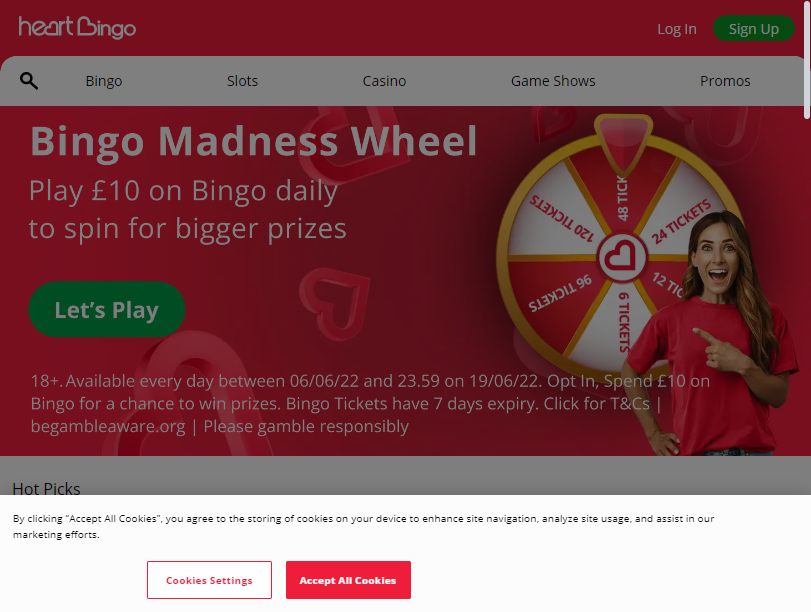 heart Bingo
Log In
Sign Up
Bingo
Slots
Casino
Game Shows
Promos
Bingo Madness Wheel
Play £10 on Bingo daily
to spin for bigger prizes
Let's Play
120 TICKETS
48 TICK
24 TICKETS
96 TICKETS
6 TICKETS
12 TIC
18+. Available every day between 06/06/22 and 23.59 on 19/06/22. Opt In, Spend £10 on
Bingo for a chance to win prizes. Bingo Tickets have 7 days expiry. Click for T&Cs |
begambleaware.org | Please gamble responsibly
Hot Picks
By clicking "Accept All Cookies", you agree to the storing of cookies on your device to enhance site navigation, analyze site usage, and assist in our
marketing efforts.
Cookies Settings
Accept All Cookies